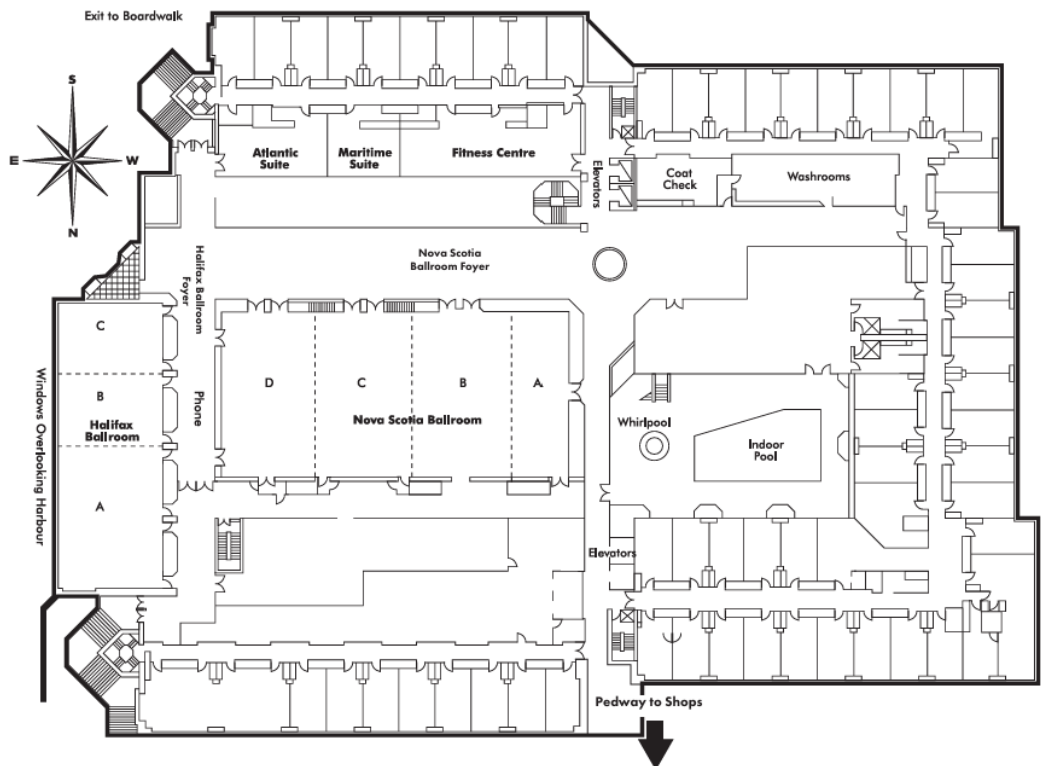 Exit to Boardwalk
S
E
W
N
Atlantic
Suite
Maritime
Suite
Fitness Centre
Elevators
Coat
Check
Washrooms
Nova Scotia
Ballroom Foyer
Halifax Ballroom
Foyer
C
B
Halifax
Ballroom
A
Windows Overlooking Harbour
Phone
D
C
B
A.
Nova Scotia Ballroom
Whirlpool
Indoor
Pool
Elevators
Pedway to Shops